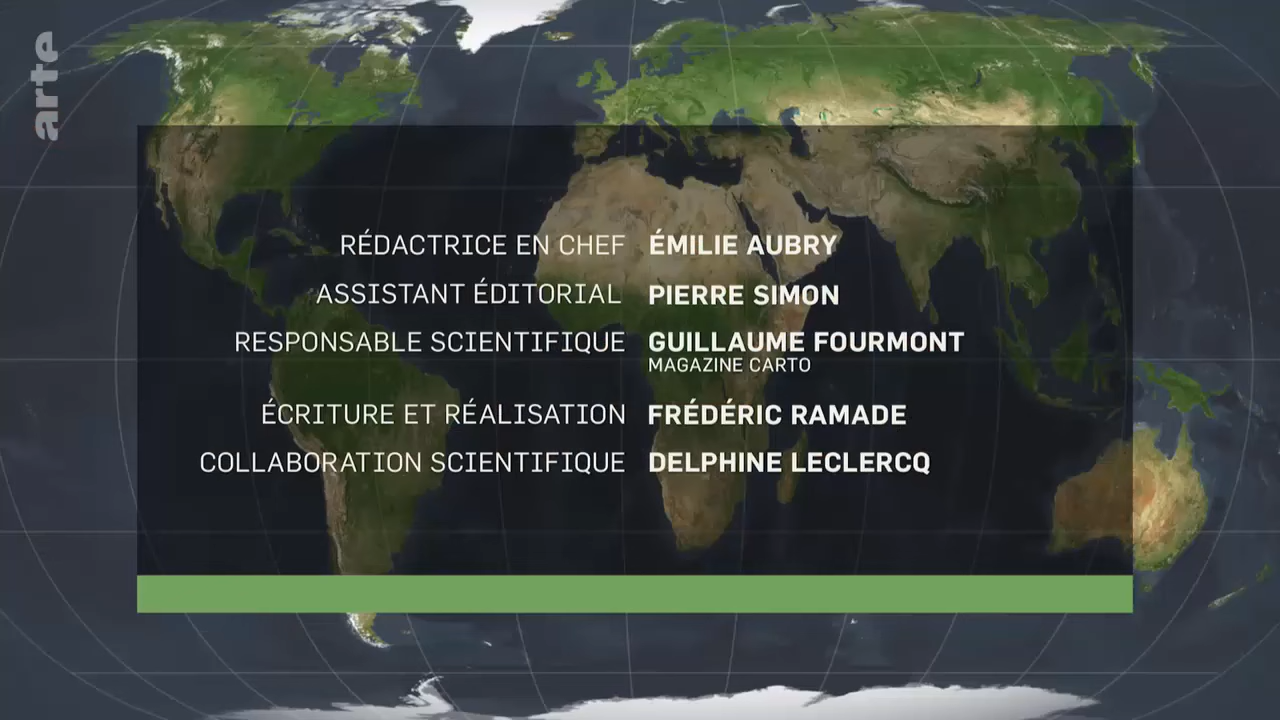 arte
RÉDACTRICE EN CHEF ÉMILIE AUBRY
ASSISTANT ÉDITORIAL PIERRE SIMON
RESPONSABLE SCIENTIFIQUE GUILLAUME FOURMONT
MAGAZINE CARTO
ÉCRITURE ET RÉALISATION FRÉDÉRIC RAMADE
COLLABORATION SCIENTIFIQUE DELPHINE LECLERCQ